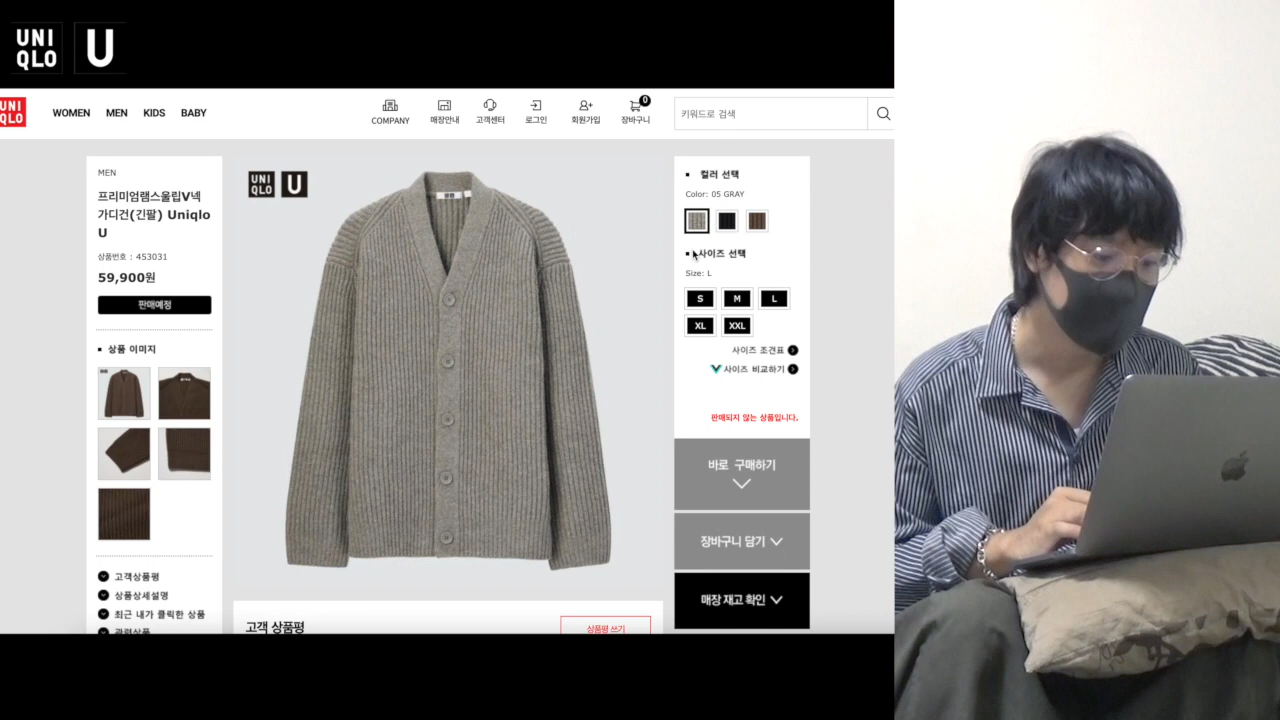 UNI
QLO
U
UNI
QLO
WOMEN
MEN
KIDS
BABY
COMPANY
매장안내
고객센터
로그인
회원가입
0
장바구니
키워드로 검색
MEN
프리미엄램스울립V넥
가디건(긴팔) Uniqlo
U
상품번호 : 453031
59,900원
판매예정
상품 이미지
고객상품평
상품상세설명
최근 내가 클릭한 상품
관련상품
UNI
QLO
U
고객 상품평
상품평 쓰기
컬러 선택
Color: 05 GRAY
사이즈 선택
Size: L
S
M
L
XL
XXL
사이즈 조견표
사이즈 비교하기
판매되지 않는 상품입니다.
바로 구매하기
장바구니 담기
매장 재고 확인